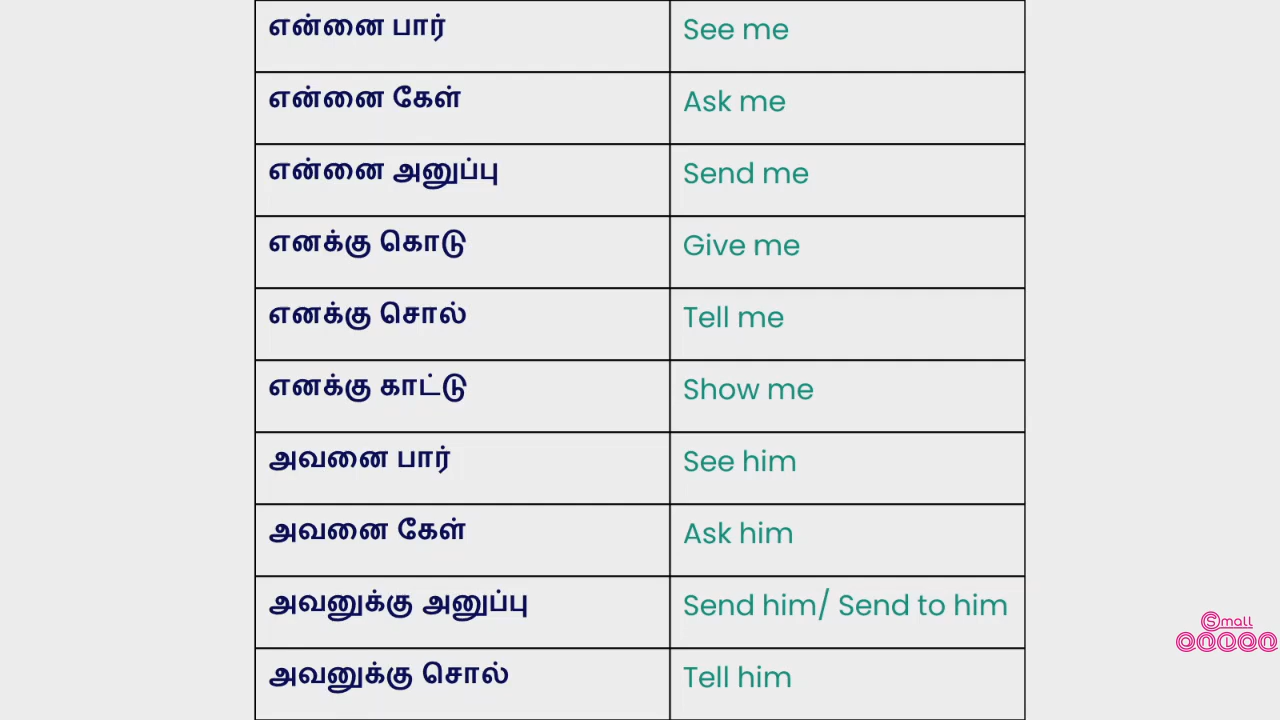 என்னை பார் See me
என்னை கேள் Ask me
என்னை அனுப்பு Send me
எனக்கு கொடு Give me
எனக்கு சொல் Tell me
எனக்கு காட்டு Show me
அவனை பார் See him
அவனை கேள் Ask him
அவனுக்கு அனுப்பு Send him/ Send to him
அவனுக்கு சொல் Tell him
Small
onion